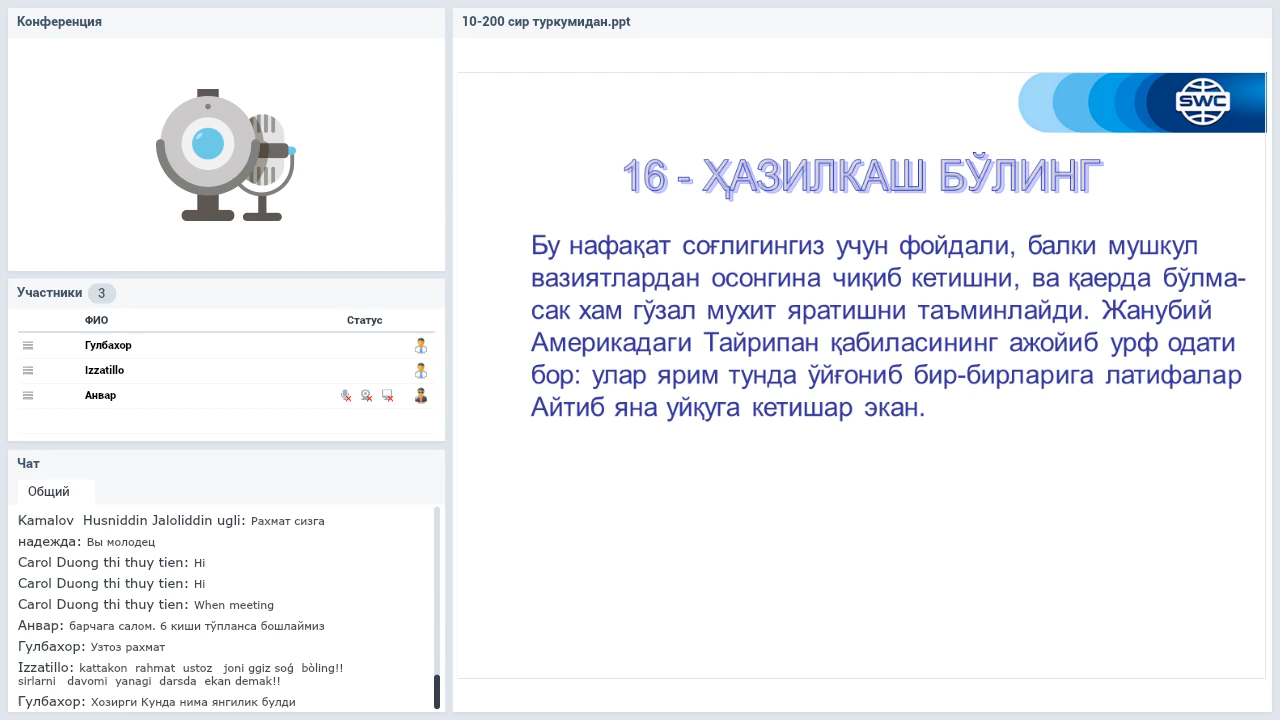 Конференция
Участники 3
ФИО Статус
Гулбахор
Izzatillo
Анвар
Чат
Общий
Kamalov Husniddin Jaloliddin ugli: Рахмат сизга
надежда: Вы молодец
Carol Duong thi thuy tien: Hi
Carol Duong thi thuy tien: Hi
Carol Duong thi thuy tien: When meeting
Анвар: барчага салом. 6 киши тўпланса бошлаймиз
Гулбахор: Узтоз рахмат
Izzatillo: kattakon rahmat ustoz joni ggiz soǵ bòling!!
sirlarni davomi yanagi darsda ekan demak!!
Гулбахор: Хозирги Кунда нима янгилик булди
10-200 сир туркумидан.ppt
SWC
16 - ҲАЗИЛКАШ БЎЛИНГ
Бу нафақат соғлигингиз учун фойдали, балки мушкул
вазиятлардан осонгина чиқиб кетишни, ва қаерда бўлма-
сак хам гўзал мухит яратишни таъминлайди. Жанубий
Америкадаги Тайрипан қабиласининг ажойиб урф одати
бор: улар ярим тунда ўйғониб бир-бирларига латифалар
Айтиб яна уйқуга кетишар экан.